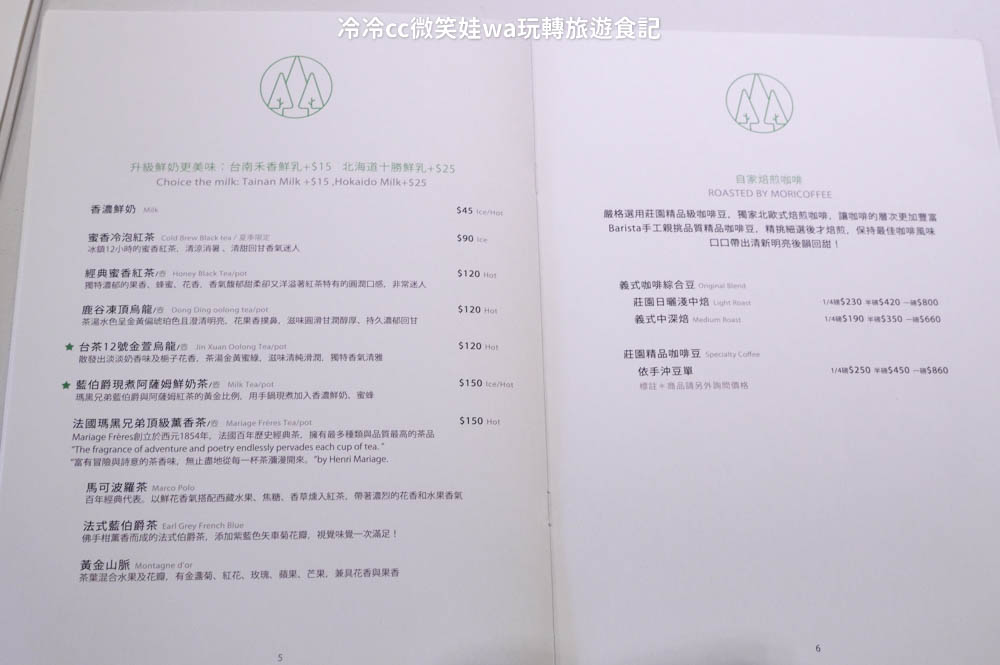 冷冷cc微笑娃wa玩轉旅遊食記
升級鮮奶更美味：台南禾香鮮乳+$15 北海道十勝鮮乳+$25
Choice the milk: Tainan Milk +$15 ,Hokaido Milk+$25
香濃鮮奶 Milk $45 Ice/Hot
蜜香冷泡紅茶 Cold Brew Black tea / 夏季限定 $90 Ice
冰鎮12小時的蜜香紅茶，清涼消暑、清甜回甘香氣迷人
經典蜜香紅茶/壺 Honey Black Tea/pot $120 Hot
獨特濃郁的果香、蜂蜜、花香，香氣馥郁甜柔卻又洋溢著紅茶特有的圓潤口感，非常迷人
鹿谷凍頂烏龍/壺 Dong Ding oolong tea/pot $120 Hot
茶湯水色呈金黃偏琥珀色且澄清明亮，花果香撲鼻，滋味圓滑甘潤醇厚、持久濃郁回甘
★ 台茶12號金萱烏龍/壺 Jin Xuan Oolong Tea/pot $120 Hot
散發出淡淡奶香味及梔子花香，茶湯金黃蜜綠，滋味清純滑潤，獨特香氣清雅
★ 藍伯爵現煮阿薩姆鮮奶茶/壺 Milk Tea/pot $150 Ice/Hot
瑪黑兄弟藍伯爵與阿薩姆紅茶的黃金比例，用手鍋現煮加入香濃鮮奶、蜜蜂
法國瑪黑兄弟頂級薰香茶/壺 Mariage Fréres Tea/pot $150 Hot
Mariage Frères創立於西元1854年，法國百年歷史經典茶，擁有最多種類與品質最高的茶品
"The fragrance of adventure and poetry endlessly pervades each cup of tea. "
"富有冒險與詩意的茶香味，無止盡地從每一杯茶瀰漫開來。"by Henri Mariage.
馬可波羅茶 Marco Polo
百年經典代表，以鮮花香氣搭配西藏水果、焦糖、香草燻入紅茶，帶著濃烈的花香和水果香氣
法式藍伯爵茶 Earl Grey French Blue
佛手柑薰香而成的法式伯爵茶，添加紫藍色矢車菊花瓣，視覺味覺一次滿足！
黃金山脈 Montagne d'or
茶葉混合水果及花瓣，有金盞菊、紅花、玫瑰、蘋果、芒果，兼具花香與果香
5
自家焙煎咖啡
ROASTED BY MORICOFFEE
嚴格選用莊園精品級咖啡豆，獨家北歐式焙煎咖啡，讓咖啡的層次更加豐富
Barista手工親挑品質精品咖啡豆，精挑細選後才焙煎，保持最佳咖啡風味
口口帶出清新明亮後韻回甜！
義式咖啡綜合豆 Original Blend
莊園日曬淺中焙 Light Roast 1/4磅$230 半磅$420 一磅$800
義式中深焙 Medium Roast 1/4磅$190 半磅$350 一磅$660
莊園精品咖啡豆 Specialty Coffee
依手沖豆單 1/4磅$250 半磅$450 一磅$860
標註＊商品請另外詢問價格
6